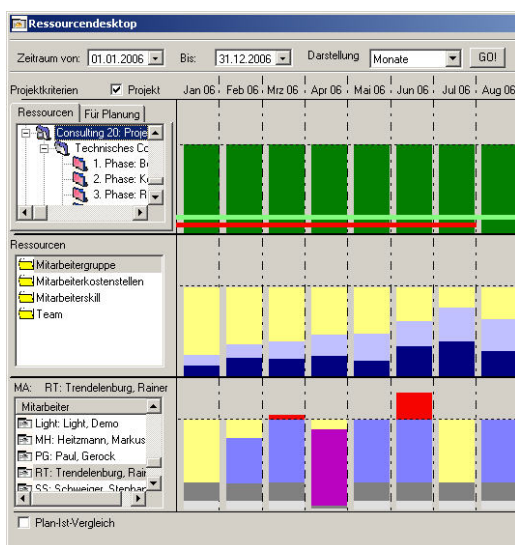 Ressourcendesktop
Zeitraum von: 01.01.2006 Bis: 31.12.2006 Darstellung Monate GO!
Projektkriterien Projekt Jan 06 Feb 06 Mrz 06 Apr 06 Mai 06 Jun 06 Jul 06 Aug 06
Ressourcen Für Planung
Consulting 20: Proje
Technisches Co
1. Phase: B
2. Phase: K
3. Phase: R
Ressourcen
Mitarbeitergruppe
Mitarbeiterkostenstellen
Mitarbeiterskill
Team
MA: RT: Trendelenburg, Rainer
Mitarbeiter
Light: Light, Demo
MH: Heitzmann, Markus
PG: Paul, Gerock
RT: Trendelenburg, Rair
SS: Schweiger, Stephan
Plan-Ist-Vergleich